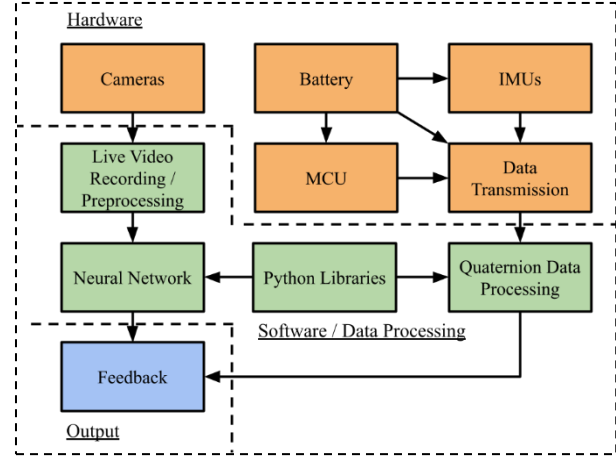 Hardware
Cameras
Battery
IMUs
Live Video
Recording /
Preprocessing
MCU
Data
Transmission
Neural Network
Python Libraries
Quaternion Data
Processing
Software / Data Processing
Feedback
Output